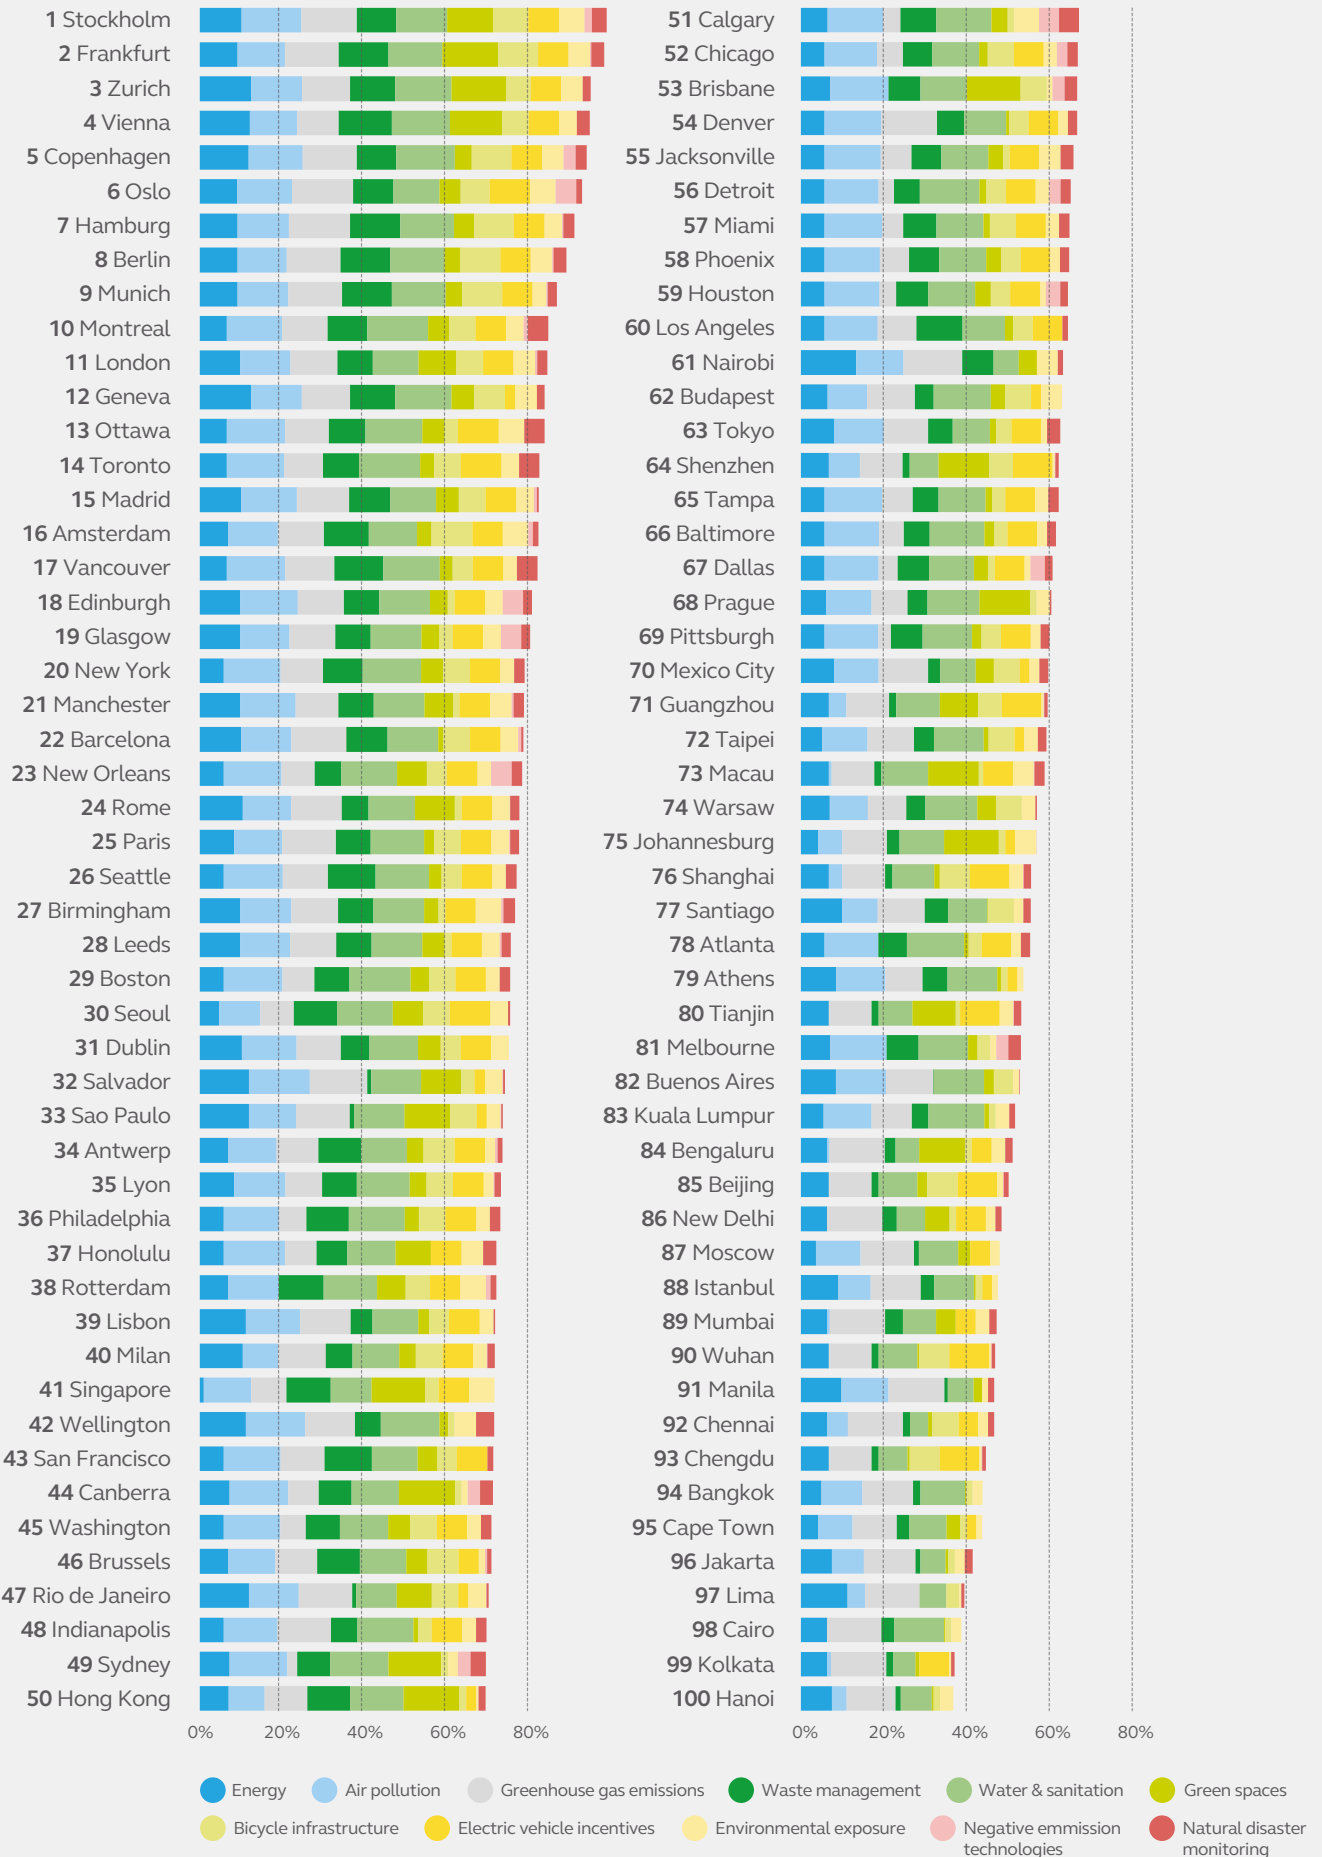 1 Stockholm
2 Frankfurt
3 Zurich
4 Vienna
5 Copenhagen
6 Oslo
7 Hamburg
8 Berlin
9 Munich
10 Montreal
11 London
12 Geneva
13 Ottawa
14 Toronto
15 Madrid
16 Amsterdam
17 Vancouver
18 Edinburgh
19 Glasgow
20 New York
21 Manchester
22 Barcelona
23 New Orleans
24 Rome
25 Paris
26 Seattle
27 Birmingham
28 Leeds
29 Boston
30 Seoul
31 Dublin
32 Salvador
33 Sao Paulo
34 Antwerp
35 Lyon
36 Philadelphia
37 Honolulu
38 Rotterdam
39 Lisbon
40 Milan
41 Singapore
42 Wellington
43 San Francisco
44 Canberra
45 Washington
46 Brussels
47 Rio de Janeiro
48 Indianapolis
49 Sydney
50 Hong Kong
0% 20% 40% 60% 80%
51 Calgary
52 Chicago
53 Brisbane
54 Denver
55 Jacksonville
56 Detroit
57 Miami
58 Phoenix
59 Houston
60 Los Angeles
61 Nairobi
62 Budapest
63 Tokyo
64 Shenzhen
65 Tampa
66 Baltimore
67 Dallas
68 Prague
69 Pittsburgh
70 Mexico City
71 Guangzhou
72 Taipei
73 Macau
74 Warsaw
75 Johannesburg
76 Shanghai
77 Santiago
78 Atlanta
79 Athens
80 Tianjin
81 Melbourne
82 Buenos Aires
83 Kuala Lumpur
84 Bengaluru
85 Beijing
86 New Delhi
87 Moscow
88 Istanbul
89 Mumbai
90 Wuhan
91 Manila
92 Chennai
93 Chengdu
94 Bangkok
95 Cape Town
96 Jakarta
97 Lima
98 Cairo
99 Kolkata
100 Hanoi
0% 20% 40% 60% 80%
Energy
Air pollution
Greenhouse gas emissions
Waste management
Water & sanitation
Green spaces
Bicycle infrastructure
Electric vehicle incentives
Environmental exposure
Negative emmission
technologies
Natural disaster
monitoring